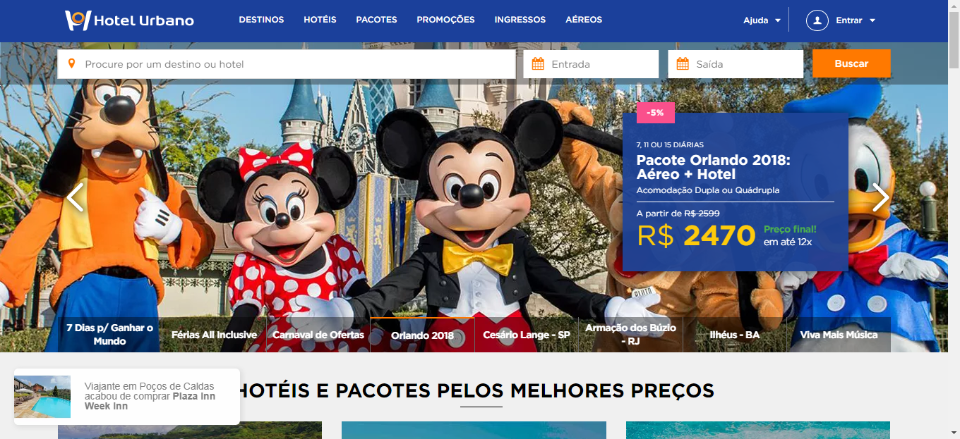 Hotel Urbano
DESTINOS HOTÉIS PACOTES PROMOÇÕES INGRESSOS AÉREOS
Ajuda Entrar
Procure por um destino ou hotel
Entrada
Saída
Buscar
-5%
7, 11 OU 15 DIÁRIAS
Pacote Orlando 2018:
Aéreo + Hotel
Acomodação Dupla ou Quádrupla
A partir de R$ 2599
R$ 2470
Preço final!
em até 12x
7 Dias p/ Ganhar o
Mundo
Férias All Inclusive
Carnaval de Ofertas
Orlando 2018
Cesário Lange - SP
Armação dos Búzio
- RJ
Ilhéus - BA
Viva Mais Música
HOTÉIS E PACOTES PELOS MELHORES PREÇOS
Viajante em Poços de Caldas
acabou de comprar Plaza Inn
Week Inn